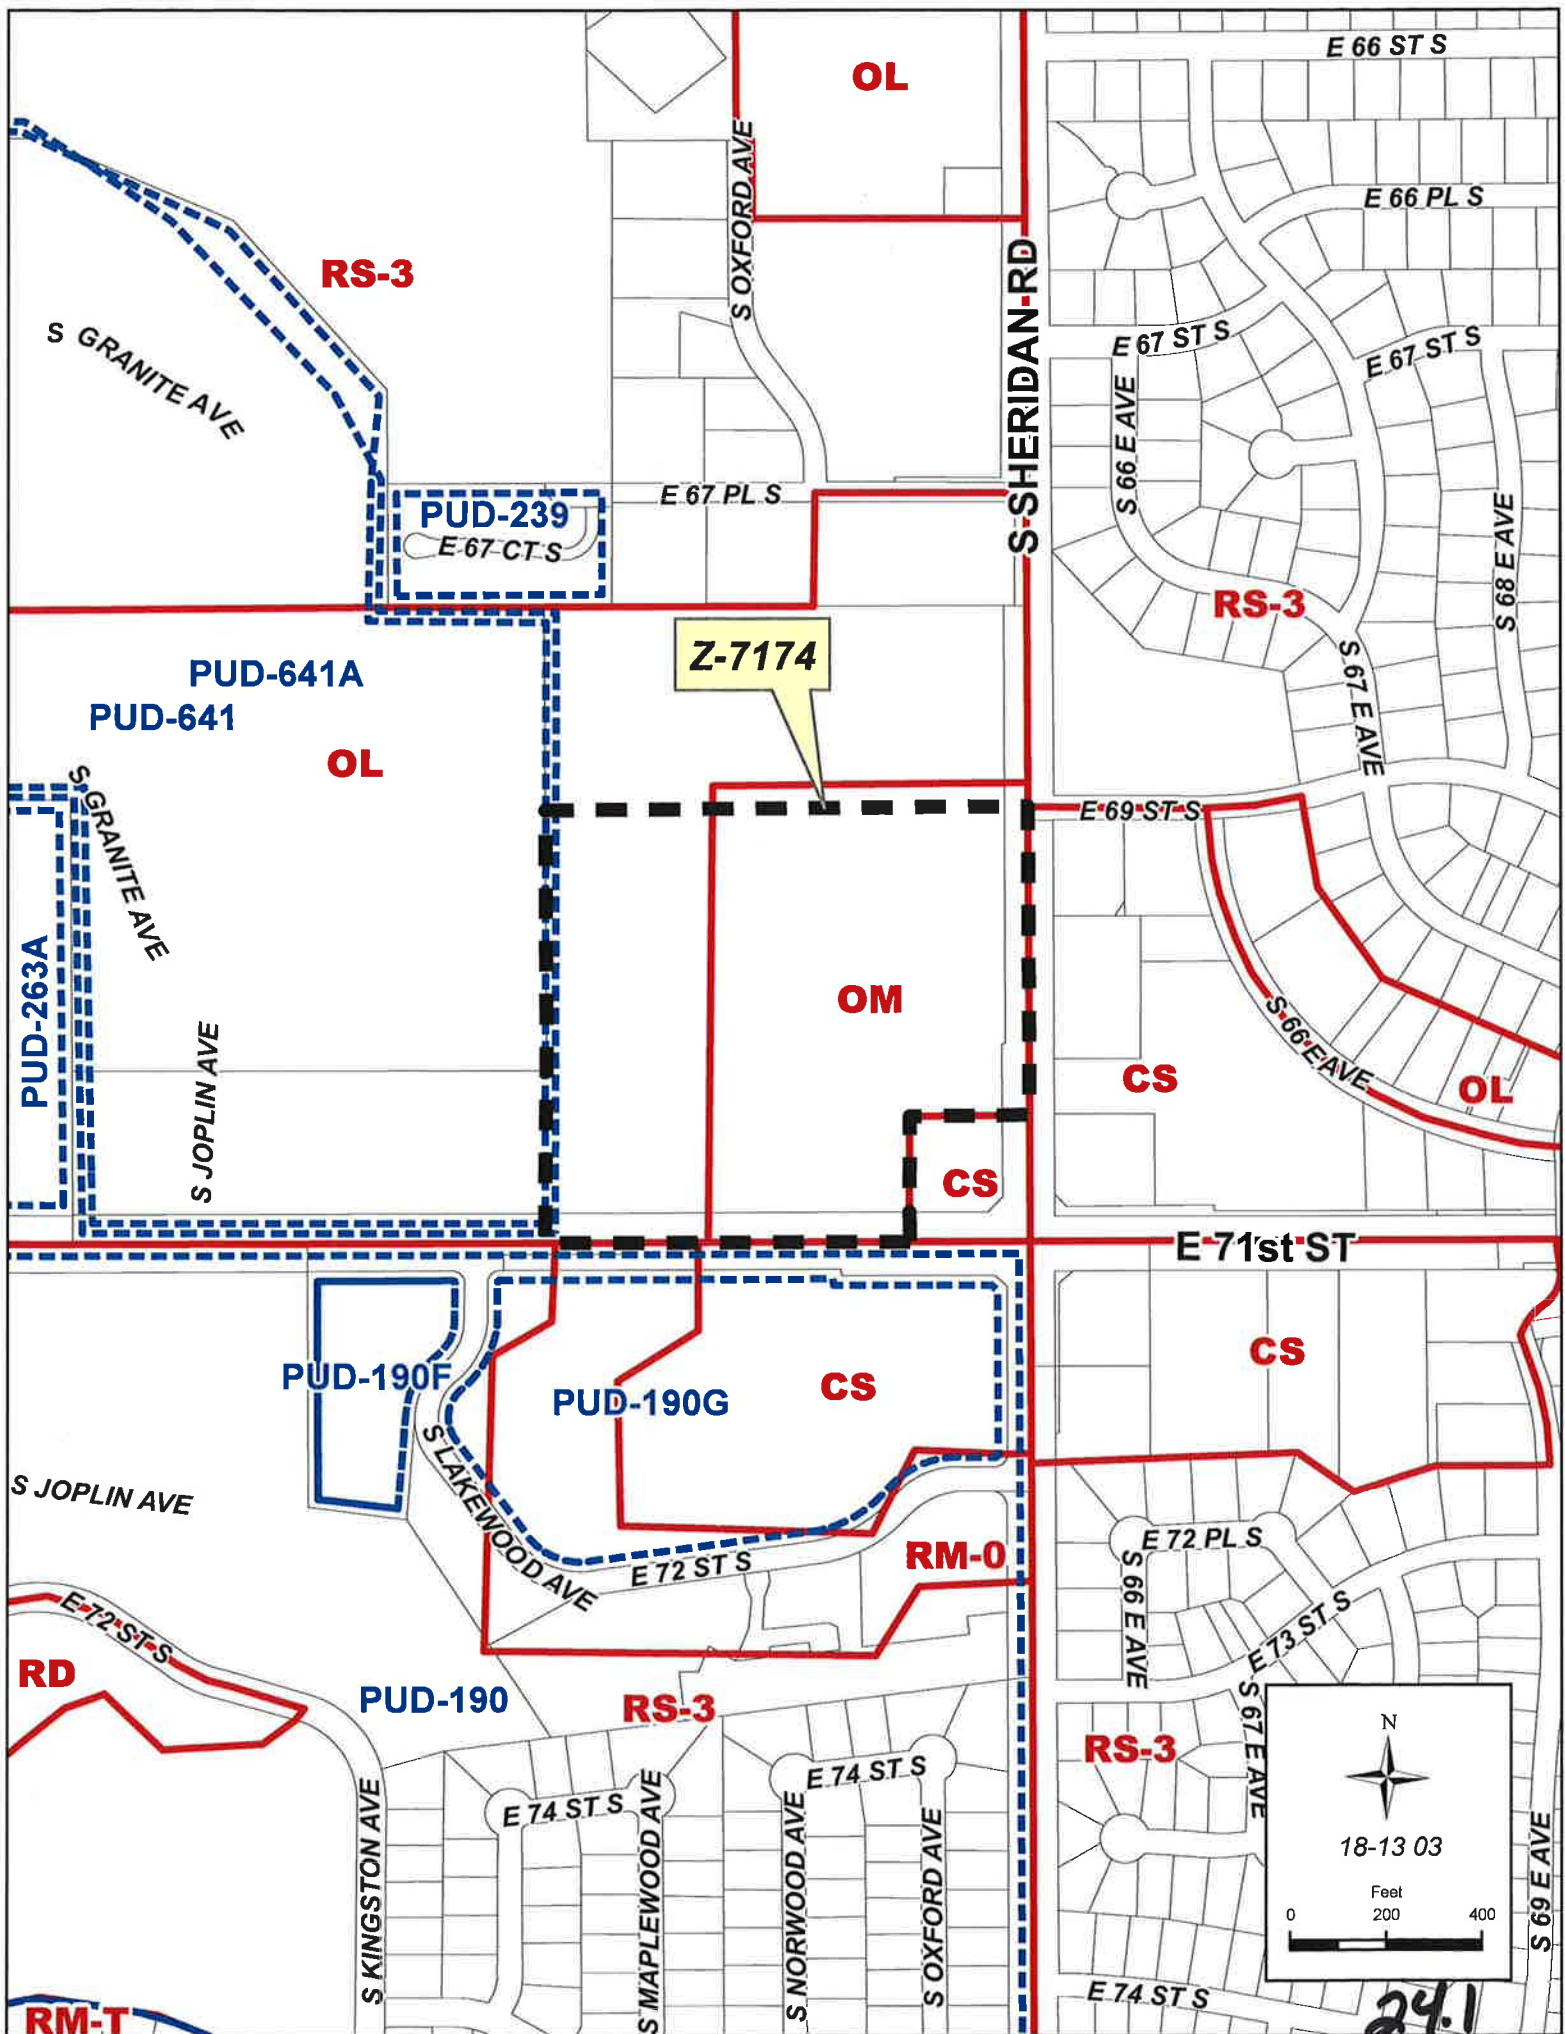 E 66 ST S
OL
S OXFORD AVE
E 66 PL S
S SHERIDAN RD
RS-3
S GRANITE AVE
E 67 ST S
E 67 ST S
S 66 E AVE
E 67 PL S
PUD-239
E 67 CT S
S 68 E AVE
RS-3
Z-7174
PUD-641A
PUD-641
S 67 E AVE
OL
S GRANITE AVE
E 69 ST S
PUD-263A
OM
S 66 E AVE
S JOPLIN AVE
CS
OL
CS
E 71st ST
CS
PUD-190F
PUD-190G
CS
S LAKEWOOD AVE
S JOPLIN AVE
E 72 PL S
RM-0
E 72 ST S
S 66 E AVE
E 73 ST S
E 72 ST S
RD
PUD-190
RS-3
S 67 E AVE
RS-3
N
E 74 ST S
E 74 ST S
S KINGSTON AVE
S MAPLEWOOD AVE
S NORWOOD AVE
S OXFORD AVE
18-13 03
S 69 E AVE
Feet
0 200 400
E 74 ST S
24.1
RM-T